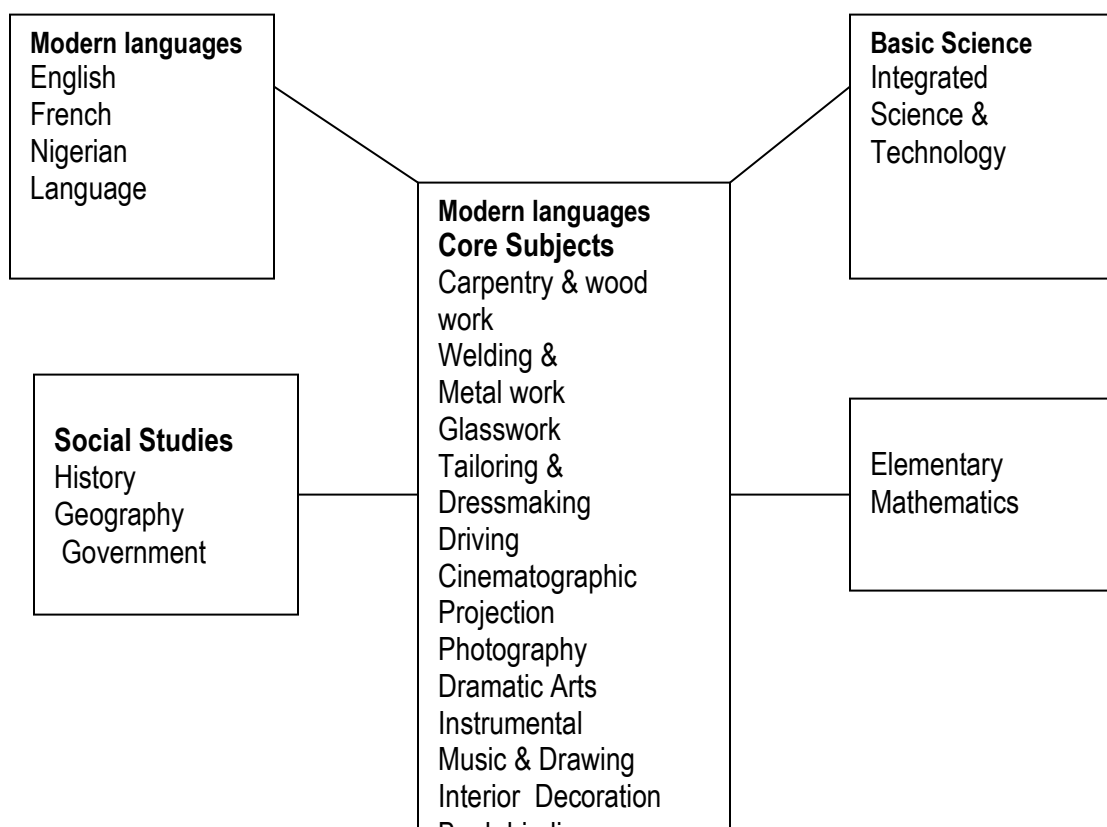 Modern languages
English
French
Nigerian
Language
Basic Science
Integrated
Science &
Technology
Modern languages
Core Subjects
Carpentry & wood
work
Welding &
Metal work
Glasswork
Tailoring &
Dressmaking
Driving
Cinematographic
Projection
Photography
Dramatic Arts
Instrumental
Music & Drawing
Interior Decoration
Social Studies
History
Geography
Government
Elementary
Mathematics